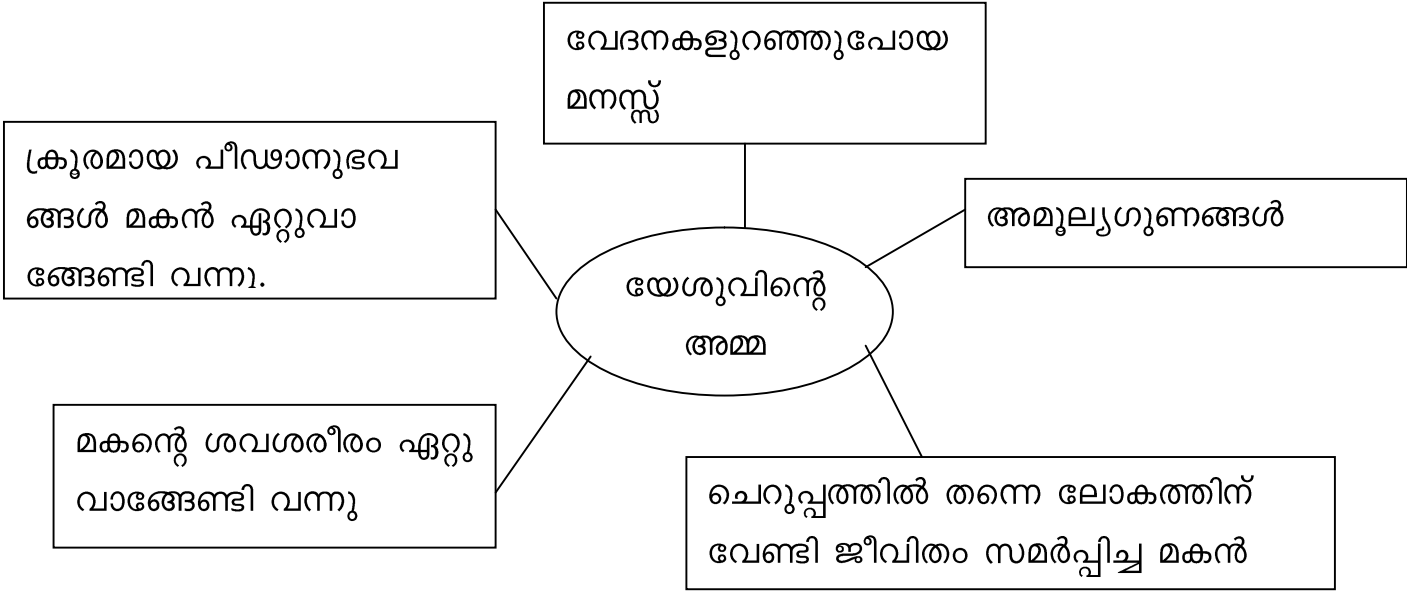 വേദനകളുറഞ്ഞുപോയ
മനസ്സ്
ക്രൂരമായ പീഢാനുഭവ
ങ്ങൾ മകൻ ഏറ്റുവാ
ങ്ങേണ്ടി വന്നു.
അമൂല്യഗുണങ്ങൾ
യേശുവിന്റെ
അമ്മ
മകന്റെ ശവശരീരം ഏറ്റു
വാങ്ങേണ്ടി വന്നു
ചെറുപ്പത്തിൽ തന്നെ ലോകത്തിന്
വേണ്ടി ജീവിതം സമർപ്പിച്ച മകൻ